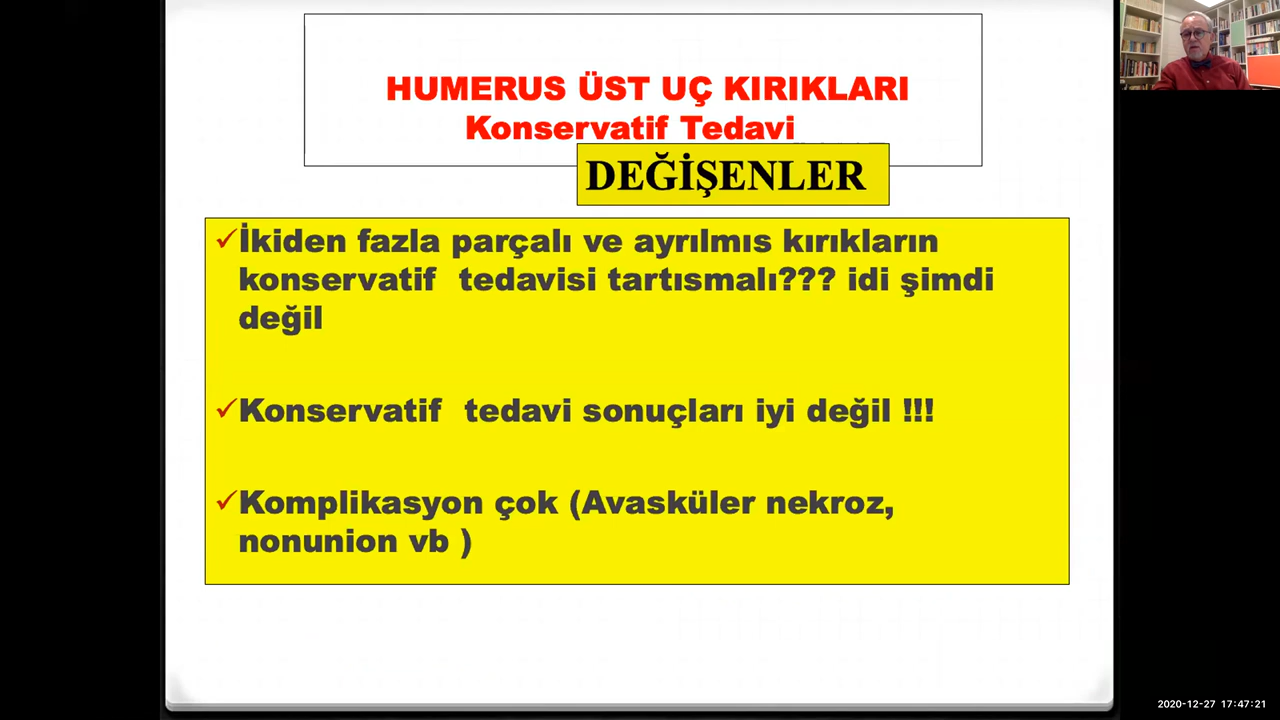 HUMERUS ÜST UÇ KIRIKLARI
Konservatif Tedavi
DEĞİŞENLER
✓İkiden fazla parçalı ve ayrılmıs kırıkların
konservatif tedavisi tartısmalı??? idi şimdi
değil
✓Konservatif tedavi sonuçları iyi değil !!!
✓Komplikasyon çok (Avasküler nekroz,
nonunion vb )
2020-12-27 17:47:21